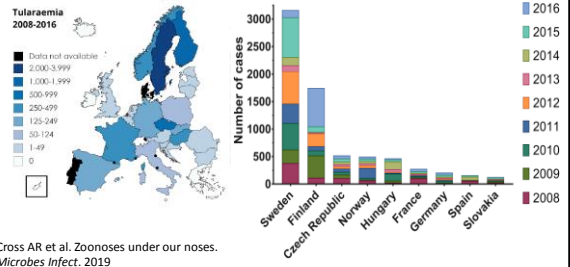 Tularaemia
2008-2016
Data not available
2,000-3,999
1,000-1,999
500-999
250-499
125-249
50-124
1-49
0
Number of cases
3000
2500
2000
1500
1000
500
0
Sweden
Finland
Czech Republic
Norway
Hungary
France
Germany
Spain
Slovakia
2016
2015
2014
2013
2012
2011
2010
2009
2008
Cross AR et al. Zoonoses under our noses.
Microbes Infect. 2019